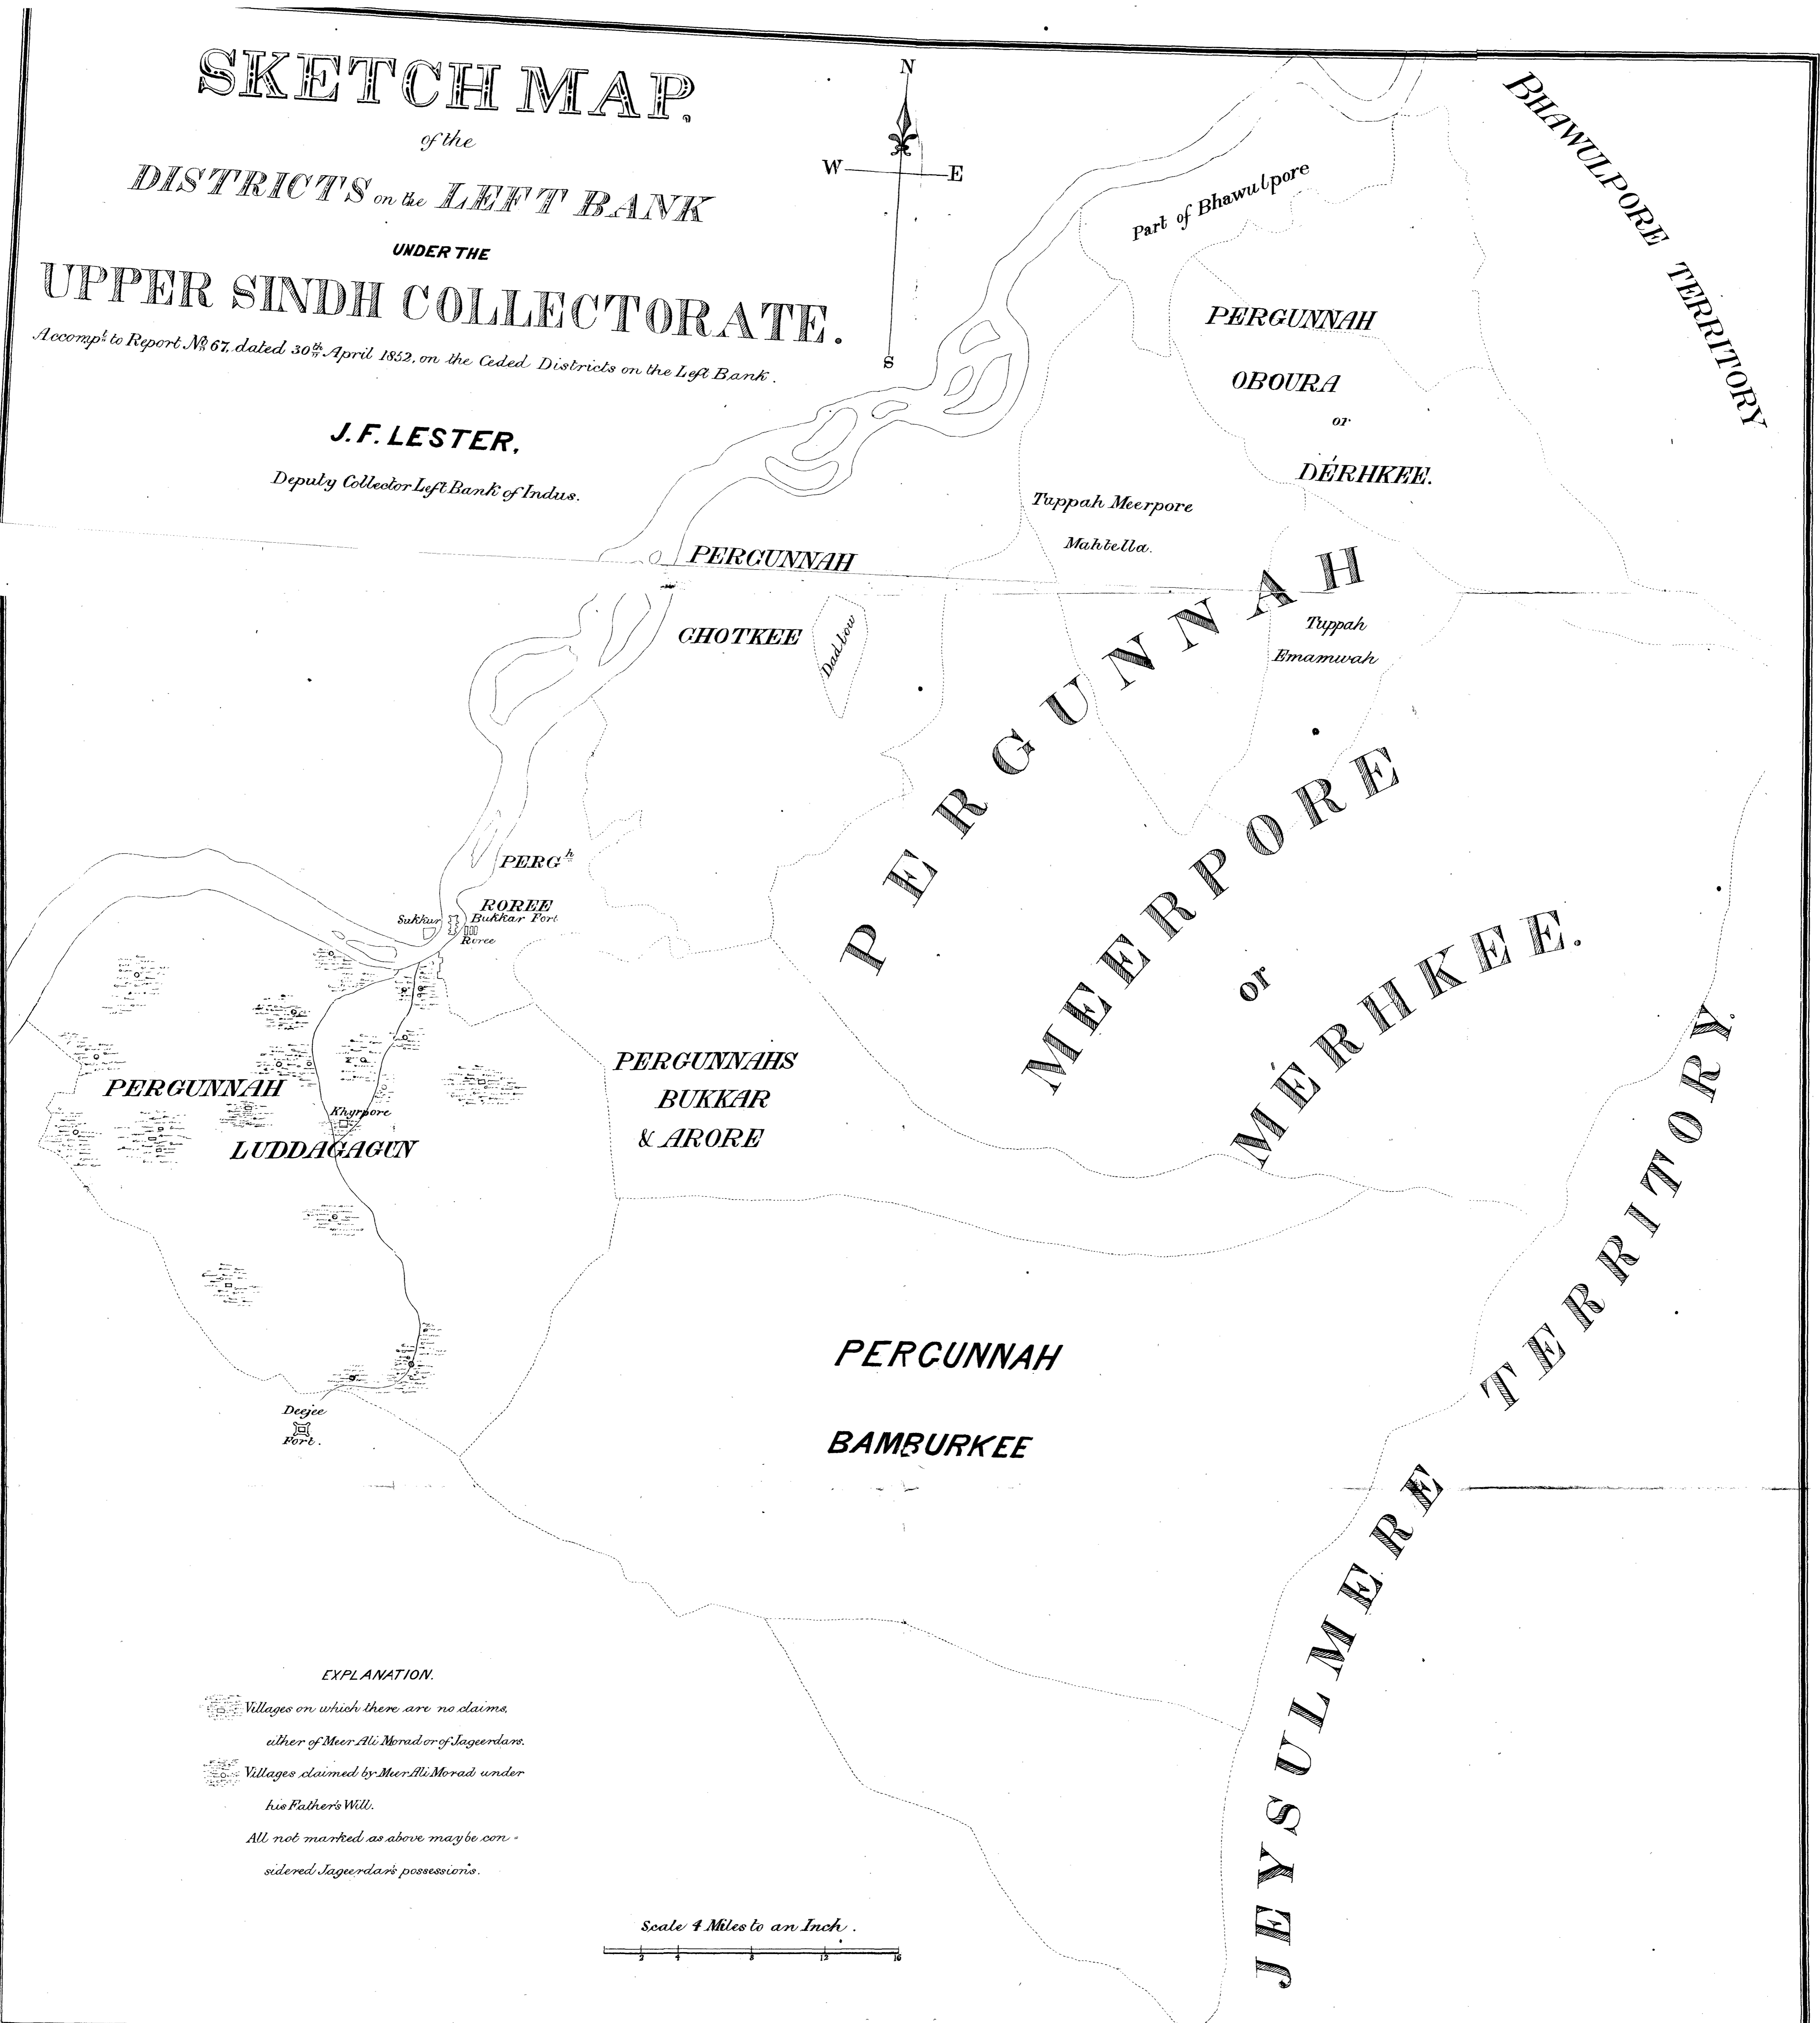 SKETCH MAP.
of the
DISTRICTS on the LEFT BANK
UNDER THE
UPPER SINDH COLLECTORATE.
Accompt. to Report No. 67, dated 30th April 1852, on the Ceded Districts on the Left Bank.
J. F. LESTER.
Deputy Collector Left Bank of Indus.
N
W
E
S
BHAWULPORE TERRITORY
Part of Bhawulpore
PERGUNNAH
OBOURA
or
DÉRHKEE.
Tuppah Meerpore
Mahtella.
PERGUNNAH
GHOTKEE
Dadlow
Tuppah
Emamwah
PERGUNNAH
MEERPORE
or
MÉRHKEE.
PERGh
ROREE
Sukkur
Bukkar Fort
Roree
PERGUNNAHS
BUKKAR
& ARORE
PERGUNNAH
Khyrpore
LUDDAGAGUN
PERGUNNAH
BAMBURKEE
Deejee
Fort.
JEYSULMERE TERRITORY.
EXPLANATION.
Villages on which there are no claims,
either of Meer Ali Morad or of Jageerdars.
Villages claimed by Meer Ali Morad under
his Father's Will.
All not marked as above may be con-
sidered Jageerdar's possessions.
Scale 4 Miles to an Inch.
2 4 8 12 16